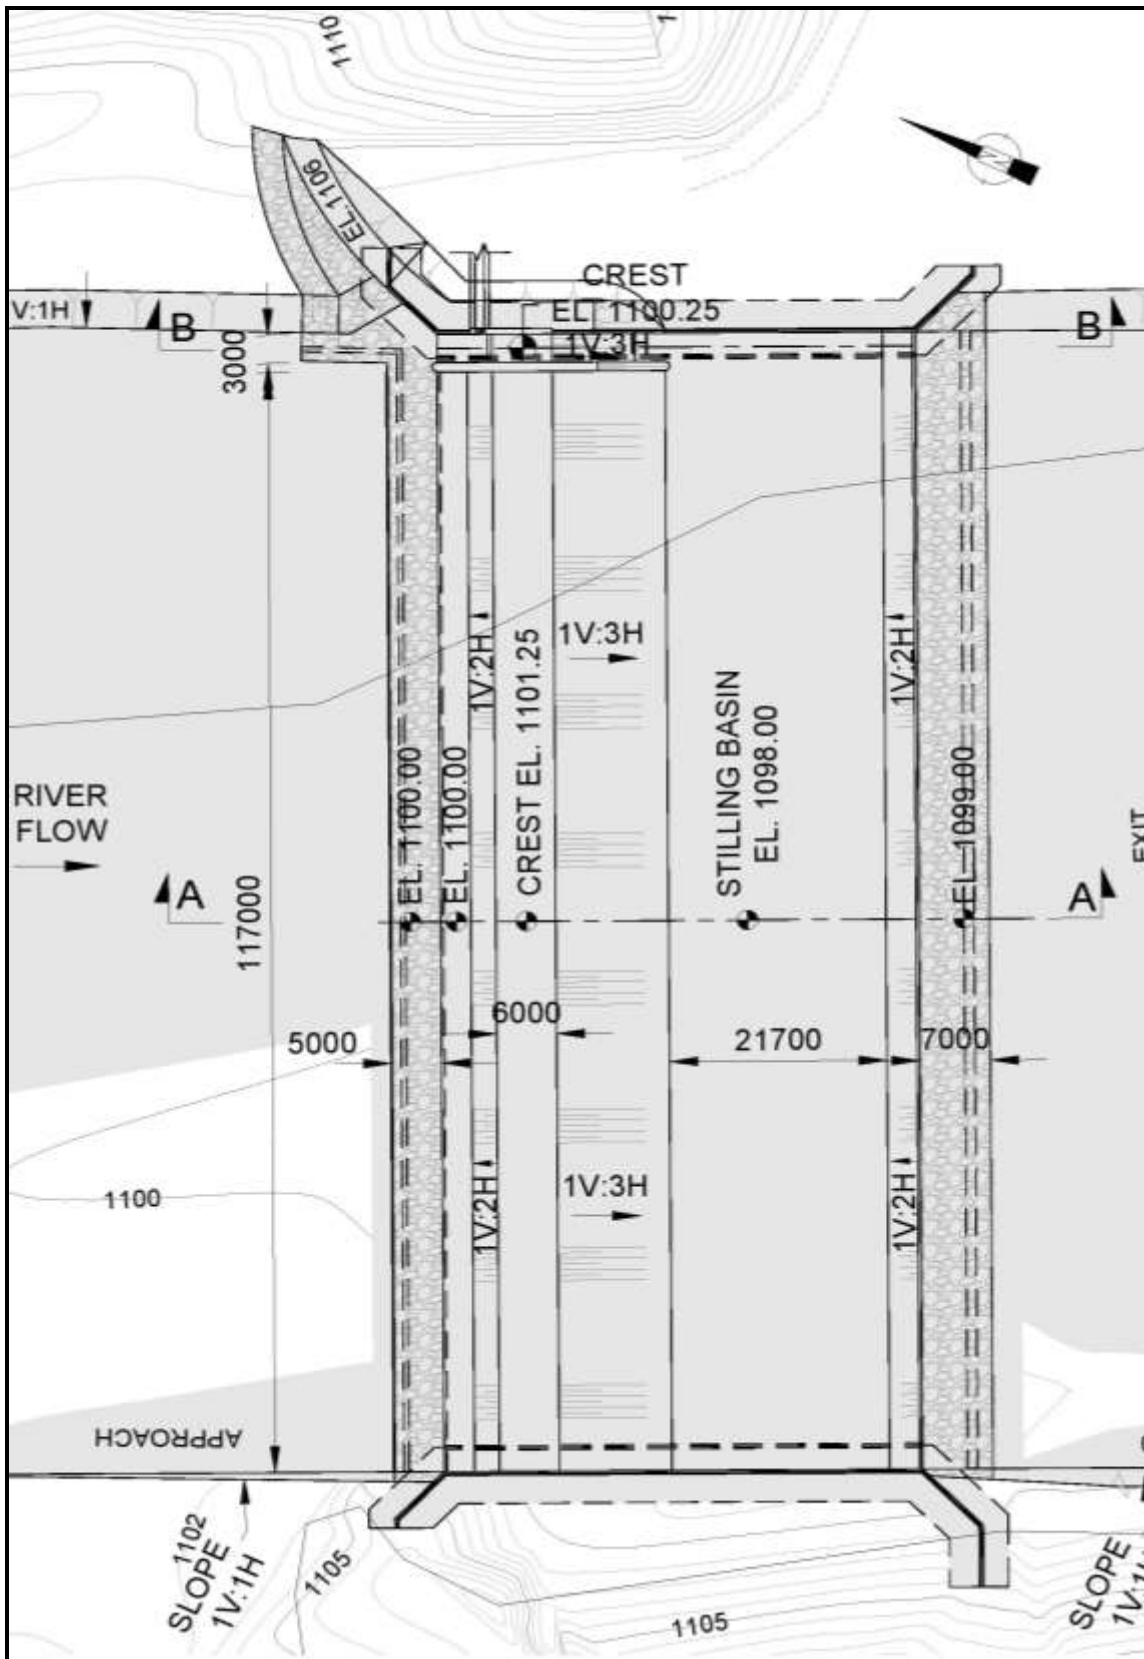 1110
N
EL.1106
CREST
EL. 1100.25
1V:3H
V:1H
B
B
3000
1V:2H
CREST EL. 1101.25
1V:3H
1V:2H
STILLING BASIN
EL. 1098.00
RIVER
FLOW
EL. 1100.00
EL. 1100.00
EL. 1099.00
EXIT
A
A
117000
6000
5000
21700
7000
1100
1V:2H
1V:3H
1V:2H
APPROACH
1102
SLOPE
1V:1H
1105
1105
SLOPE